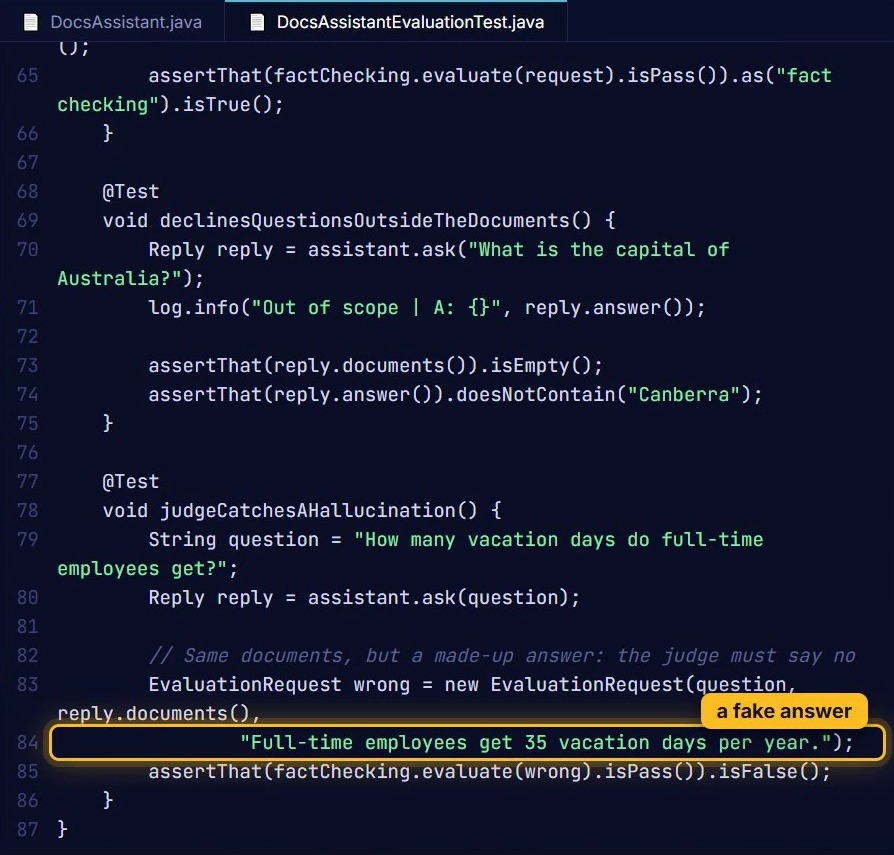 DocsAssistant.java DocsAssistantEvaluationTest.java
();
65 assertThat(factChecking.evaluate(request).isPass()).as("fact
checking").isTrue();
66 }
67
68 @Test
69 void declinesQuestionsOutsideTheDocuments() {
70 Reply reply = assistant.ask("What is the capital of
Australia?");
71 log.info("Out of scope | A: {}", reply.answer());
72
73 assertThat(reply.documents()).isEmpty();
74 assertThat(reply.answer()).doesNotContain("Canberra");
75 }
76
77 @Test
78 void judgeCatchesAHallucination() {
79 String question = "How many vacation days do full-time
employees get?";
80 Reply reply = assistant.ask(question);
81
82 // Same documents, but a made-up answer: the judge must say no
83 EvaluationRequest wrong = new EvaluationRequest(question,
reply.documents(),
a fake answer
84 "Full-time employees get 35 vacation days per year.");
85 assertThat(factChecking.evaluate(wrong).isPass()).isFalse();
86 }
87 }